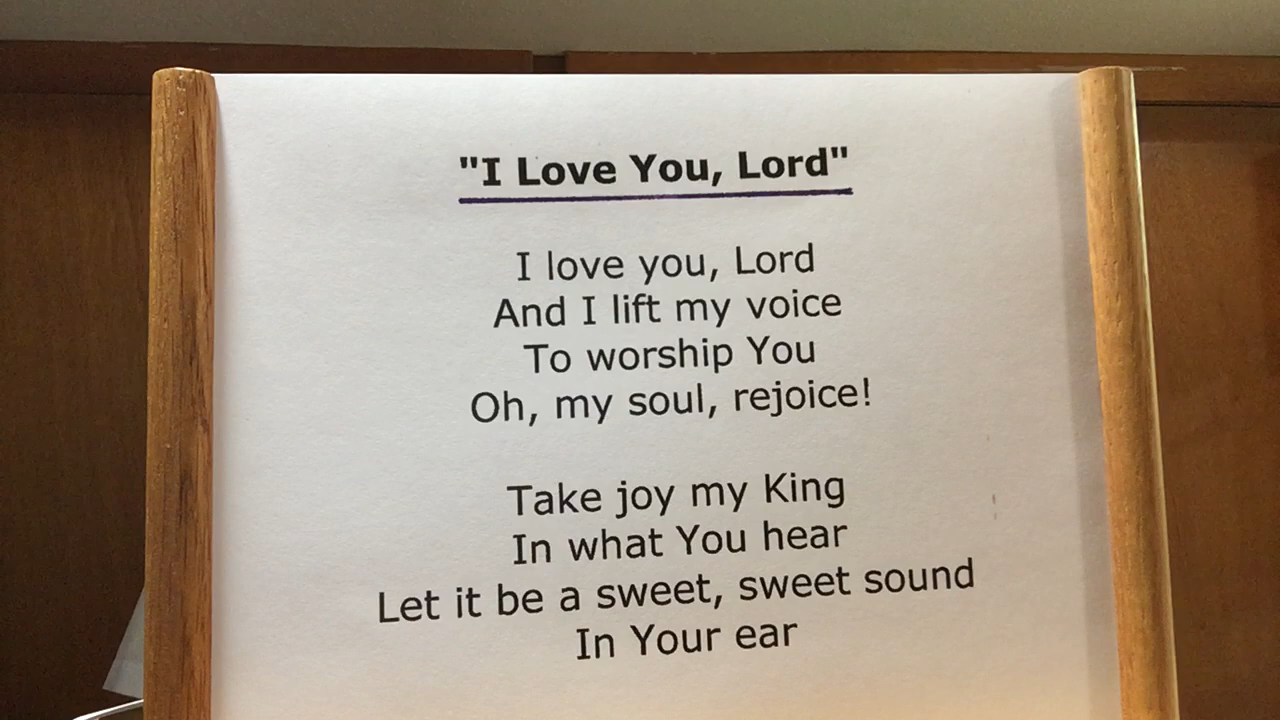 "I Love You, Lord"
I love you, Lord
And I lift my voice
To worship You
Oh, my soul, rejoice!
Take joy my King
In what You hear
Let it be a sweet, sweet sound
In Your ear